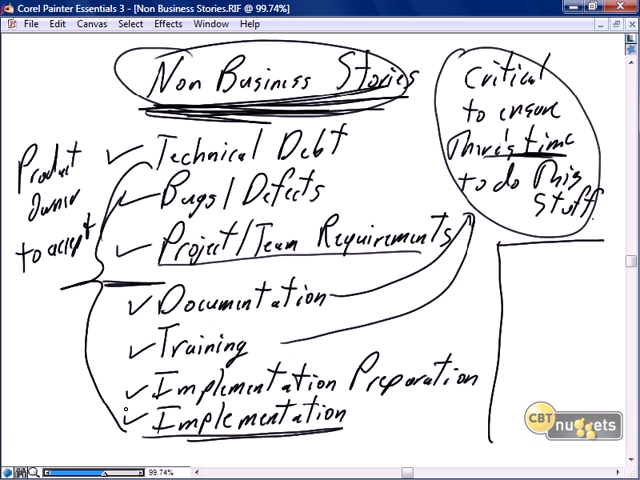 Corel Painter Essentials 3 - [Non Business Stories.RIF @ 99.74%]
File Edit Canvas Select Effects Window Help
Non Business Stories
Technical Debt
Bugs/Defects
Project/Team Requirements
Documentation
Training
Implementation Preparation
Implementation
Product
Owner
to accept
Critical
to ensure
There's time
to do This
Stuff
CBT
nuggets
99.74%